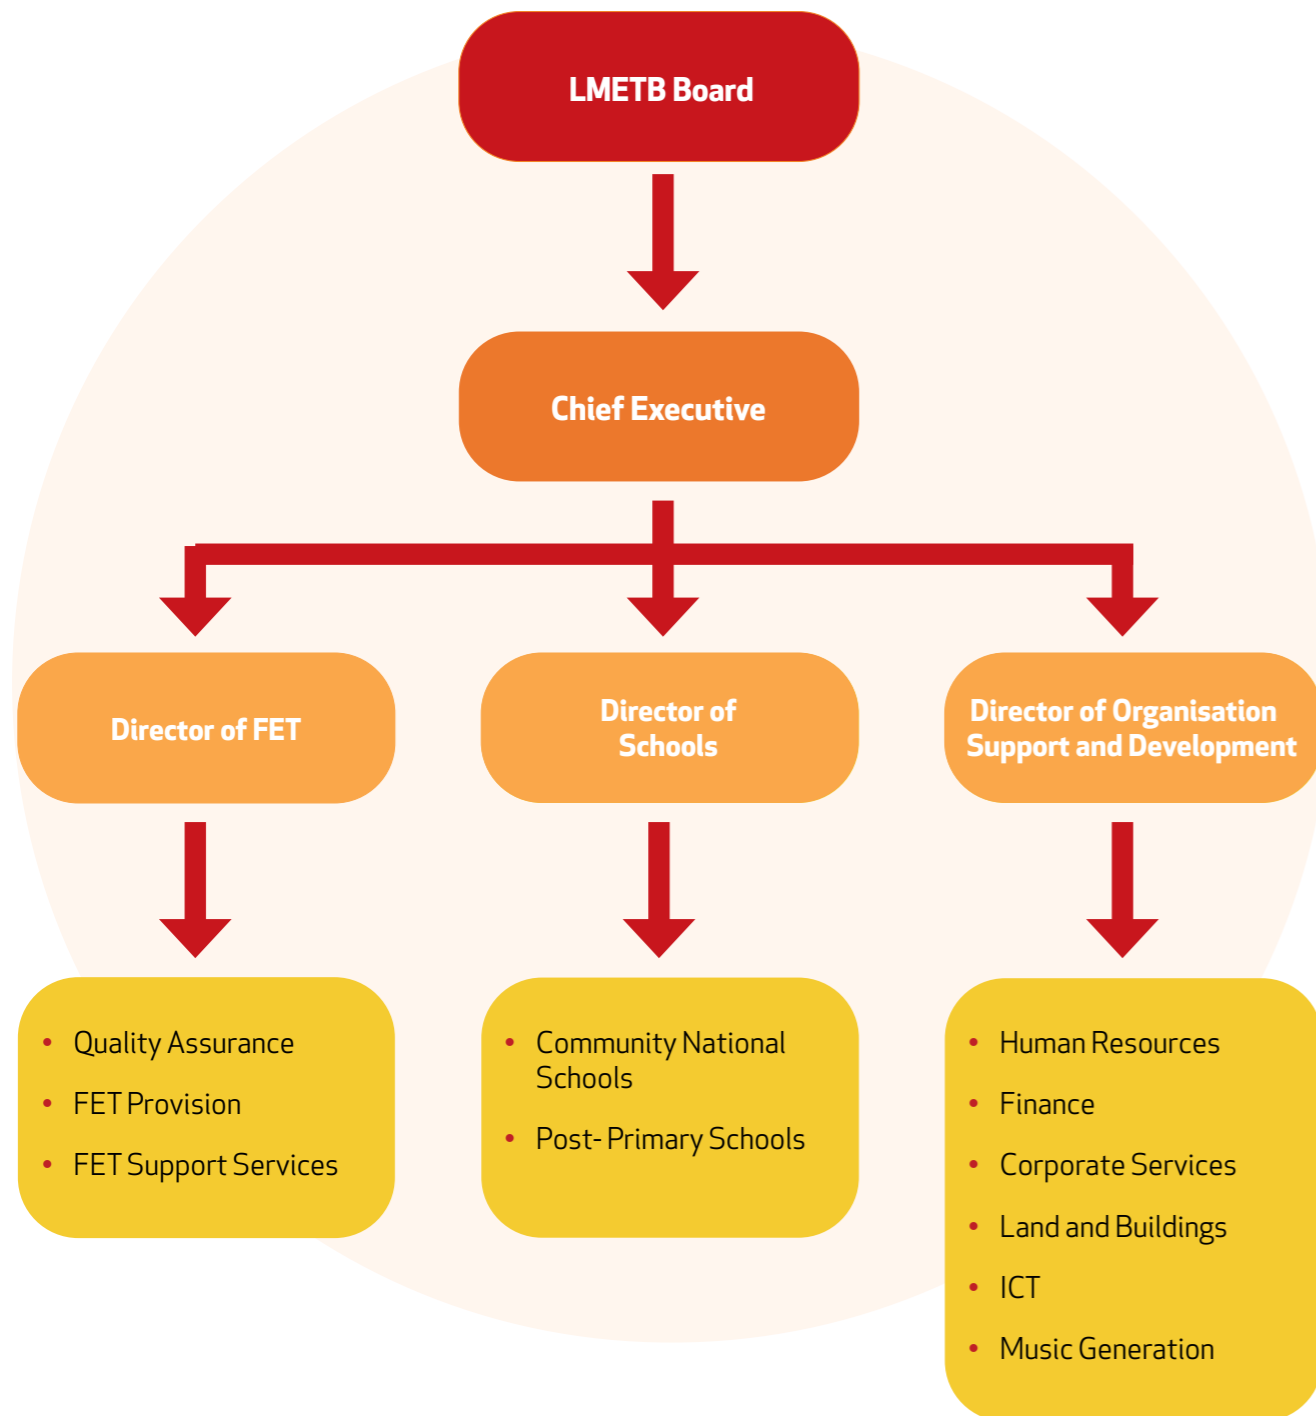 LMETB Board
Chief Executive
Director of FET
Director of
Schools
Director of Organisation
Support and Development
• Quality Assurance
• FET Provision
• FET Support Services
• Community National
Schools
• Post- Primary Schools
• Human Resources
• Finance
• Corporate Services
• Land and Buildings
• ICT
• Music Generation